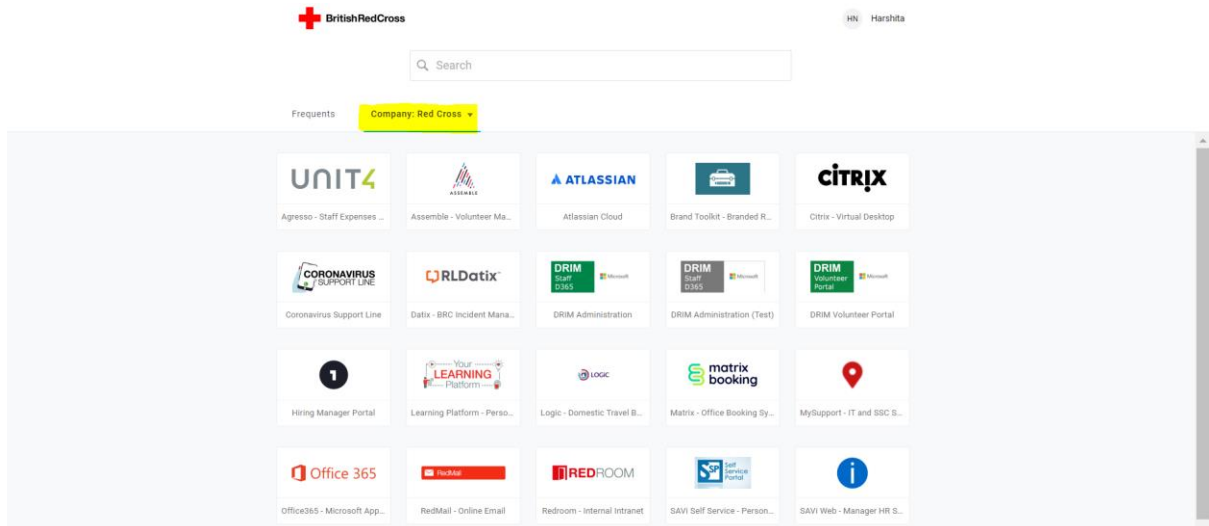 BritishRedCross
HN Harshita
Search
Frequents Company: Red Cross
UNIT4 ASSEMBLE ATLASSIAN CITRIX
Agresso - Staff Expenses ... Assemble - Volunteer Ma... Atlassian Cloud Brand Toolkit - Branded R... Citrix - Virtual Desktop
CORONAVIRUS SUPPORT LINE RLDatix DRIM Staff D365 Microsoft DRIM Staff D365 Microsoft DRIM Volunteer Portal Microsoft
Coronavirus Support Line Datix - BRC Incident Mana... DRIM Administration DRIM Administration (Test) DRIM Volunteer Portal
1 Your LEARNING Platform LOGIC matrix booking
Hiring Manager Portal Learning Platform - Perso... Logic - Domestic Travel B... Matrix - Office Booking Sy... MySupport - IT and SSC S...
Office 365 RedMail REDROOM SSP Self Service Portal i
Office365 - Microsoft App... RedMail - Online Email Redroom - Internal Intranet SAVi Self Service - Person... SAVi Web - Manager HR S...